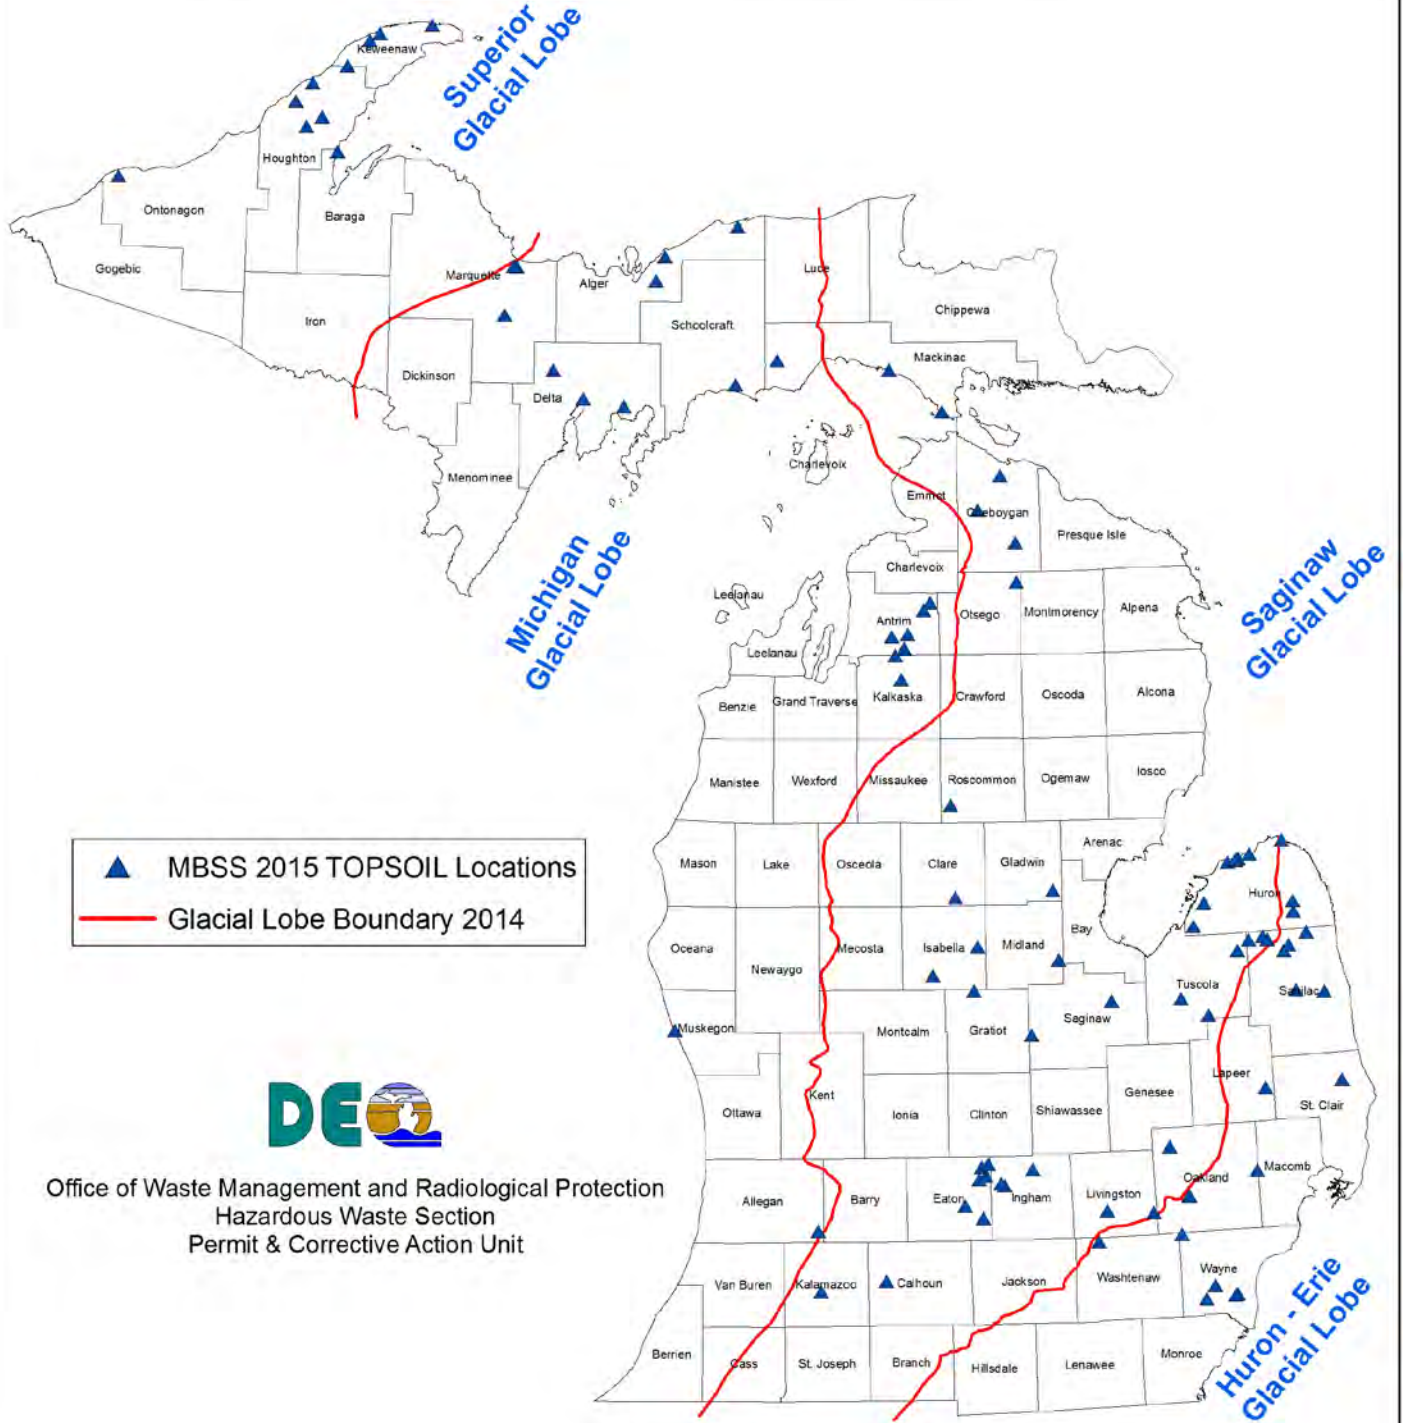 Superior
Glacial Lobe
Keweenaw
Houghton
Ontonagon
Baraga
Gogebic
Marquette
Alger
Luce
Iron
Schoolcraft
Chippewa
Dickinson
Mackinac
Delta
Menominee
Charlevoix
Emmet
Cheboygan
Presque Isle
Michigan
Glacial Lobe
Saginaw
Glacial Lobe
Charlevoix
Leelanau
Antrim
Otsego
Montmorency
Alpena
Leelanau
Benzie
Grand Traverse
Kalkaska
Crawford
Oscoda
Alcona
Manistee
Wexford
Missaukee
Roscommon
Ogemaw
Iosco
MBSS 2015 TOPSOIL Locations
Glacial Lobe Boundary 2014
Mason
Lake
Osceola
Clare
Gladwin
Arenac
Huron
Oceana
Newaygo
Mecosta
Isabella
Midland
Bay
Tuscola
Sanilac
Muskegon
Montcalm
Gratiot
Saginaw
Lapeer
Ottawa
Kent
Ionia
Clinton
Shiawassee
Genesee
St. Clair
DEQ
Office of Waste Management and Radiological Protection
Hazardous Waste Section
Permit & Corrective Action Unit
Allegan
Barry
Eaton
Ingham
Livingston
Oakland
Macomb
Van Buren
Kalamazoo
Calhoun
Jackson
Washtenaw
Wayne
Berrien
Cass
St. Joseph
Branch
Hillsdale
Lenawee
Monroe
Huron - Erie
Glacial Lobe